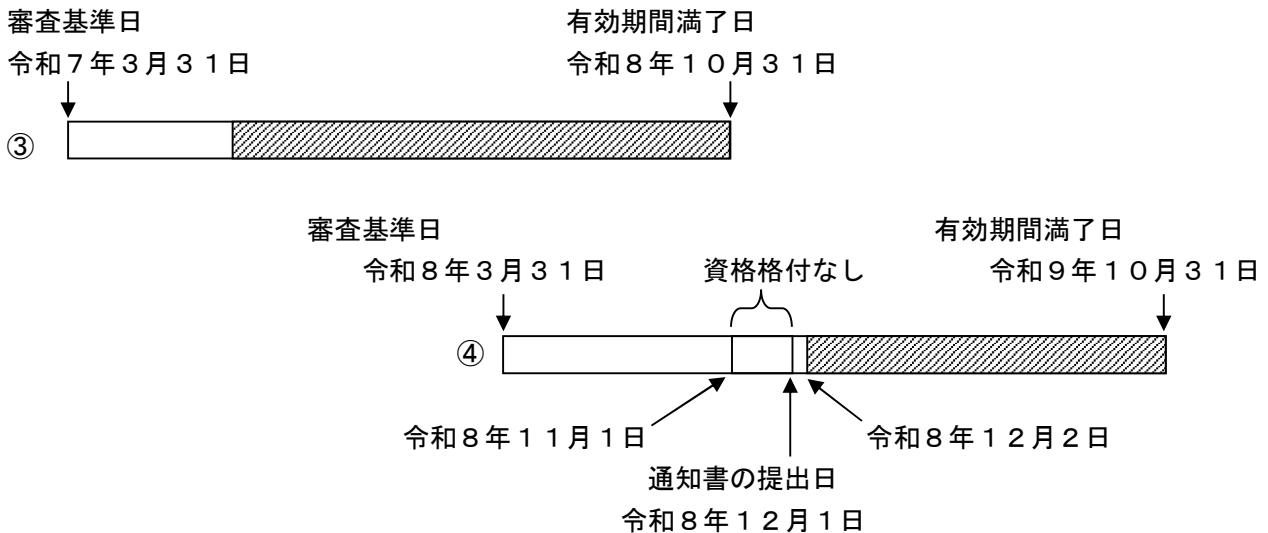 審査基準日
有効期間満了日
令和７年３月３１日
令和８年１０月３１日
③
審査基準日
有効期間満了日
令和８年３月３１日
資格格付なし
令和９年１０月３１日
④
令和８年１１月１日
令和８年１２月２日
通知書の提出日
令和８年１２月１日